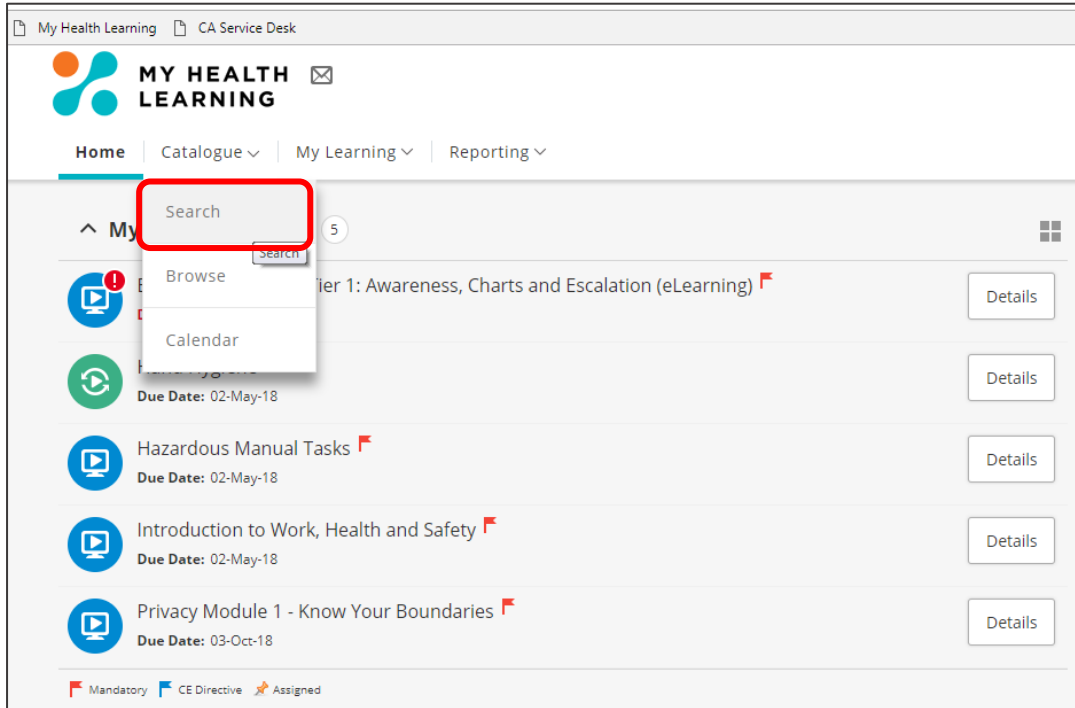 My Health Learning CA Service Desk
MY HEALTH
LEARNING
Home Catalogue My Learning Reporting
Search
My 5
Search
Browse
ier 1: Awareness, Charts and Escalation (eLearning)
Details
Calendar
Due Date: 02-May-18
Details
Hazardous Manual Tasks
Due Date: 02-May-18
Details
Introduction to Work, Health and Safety
Due Date: 02-May-18
Details
Privacy Module 1 - Know Your Boundaries
Due Date: 03-Oct-18
Details
Mandatory CE Directive Assigned